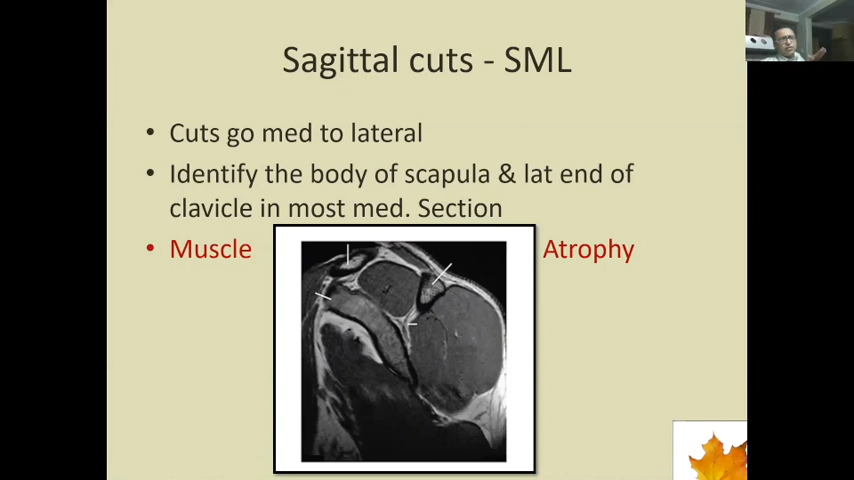 Sagittal cuts - SML
• Cuts go med to lateral
• Identify the body of scapula & lat end of
clavicle in most med. Section
• Muscle Atrophy